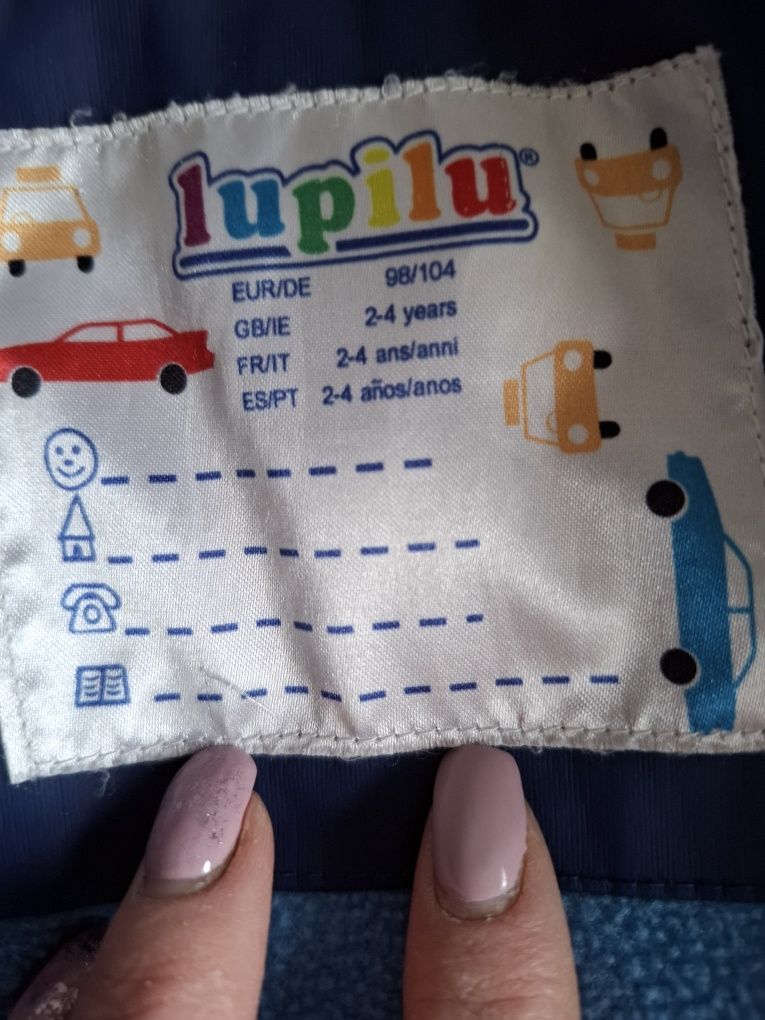 lupilu®
EUR/DE 98/104
GB/IE 2-4 years
FR/IT 2-4 ans/anni
ES/PT 2-4 años/anos